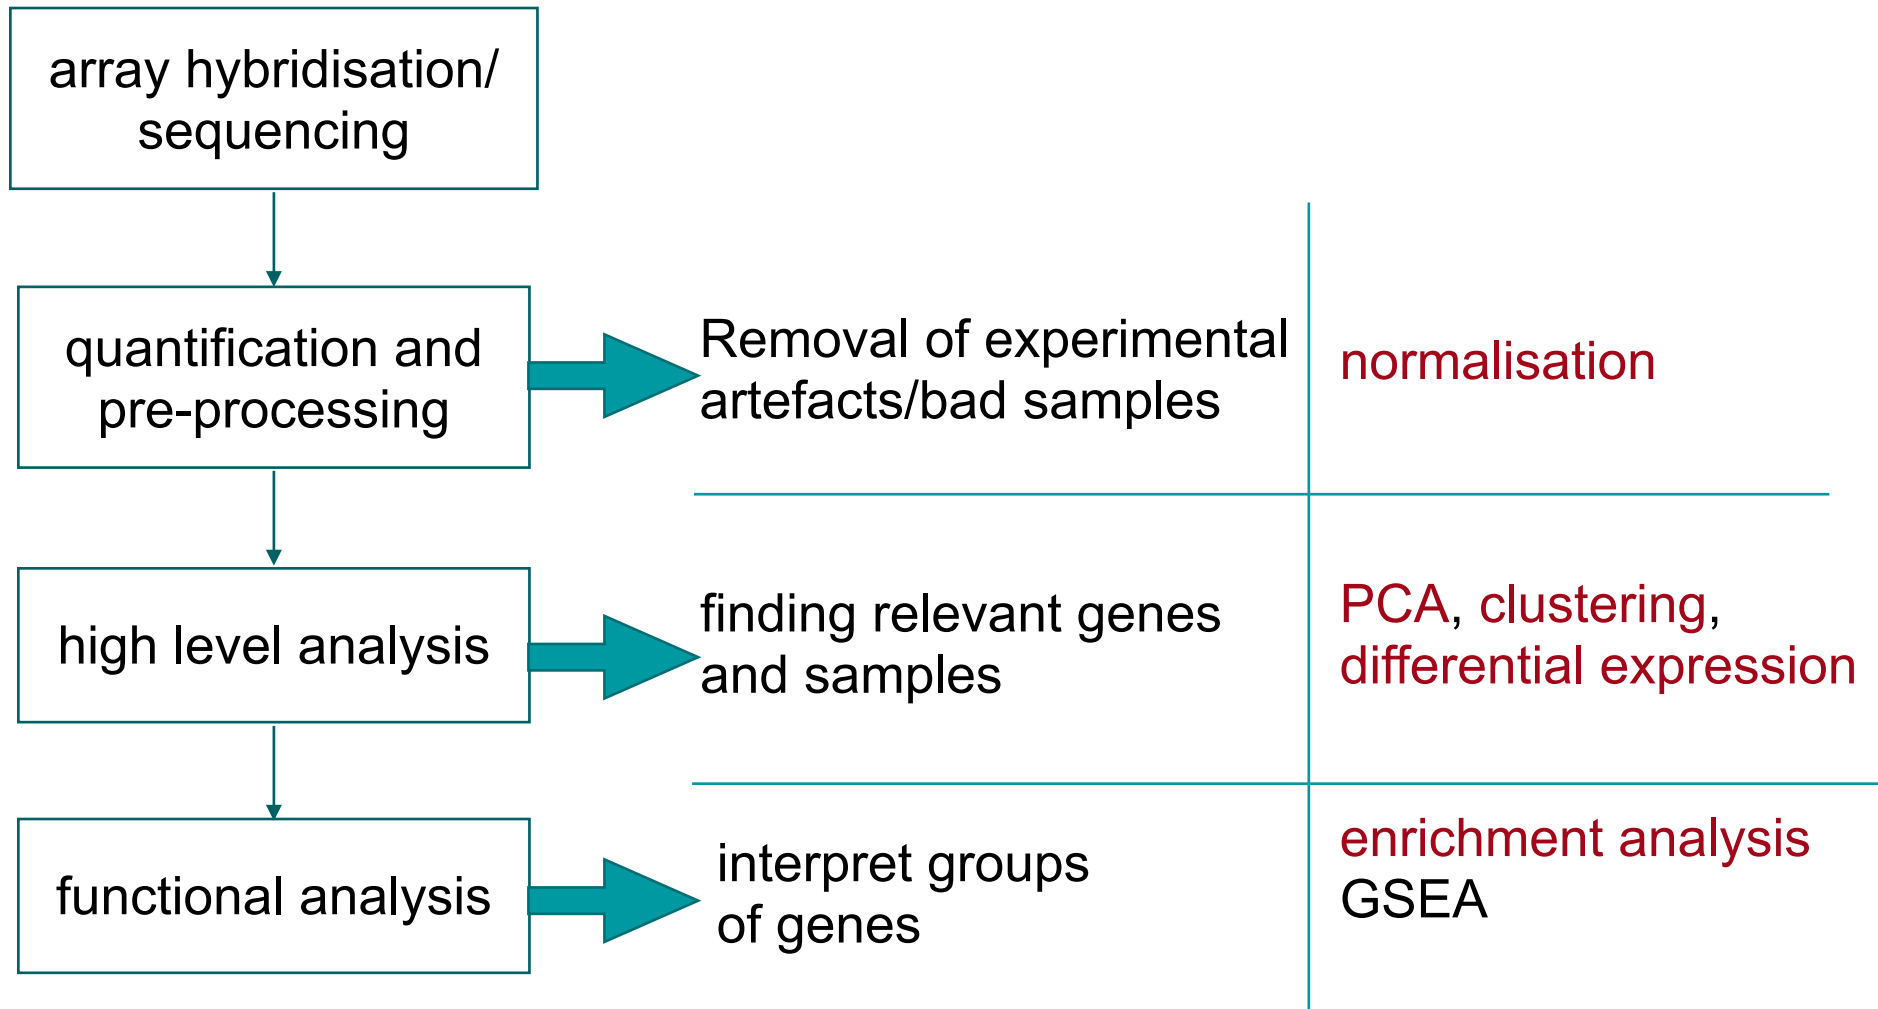 array hybridisation/
sequencing
quantification and
pre-processing
Removal of experimental
artefacts/bad samples
normalisation
high level analysis
finding relevant genes
and samples
PCA, clustering,
differential expression
functional analysis
interpret groups
of genes
enrichment analysis
GSEA